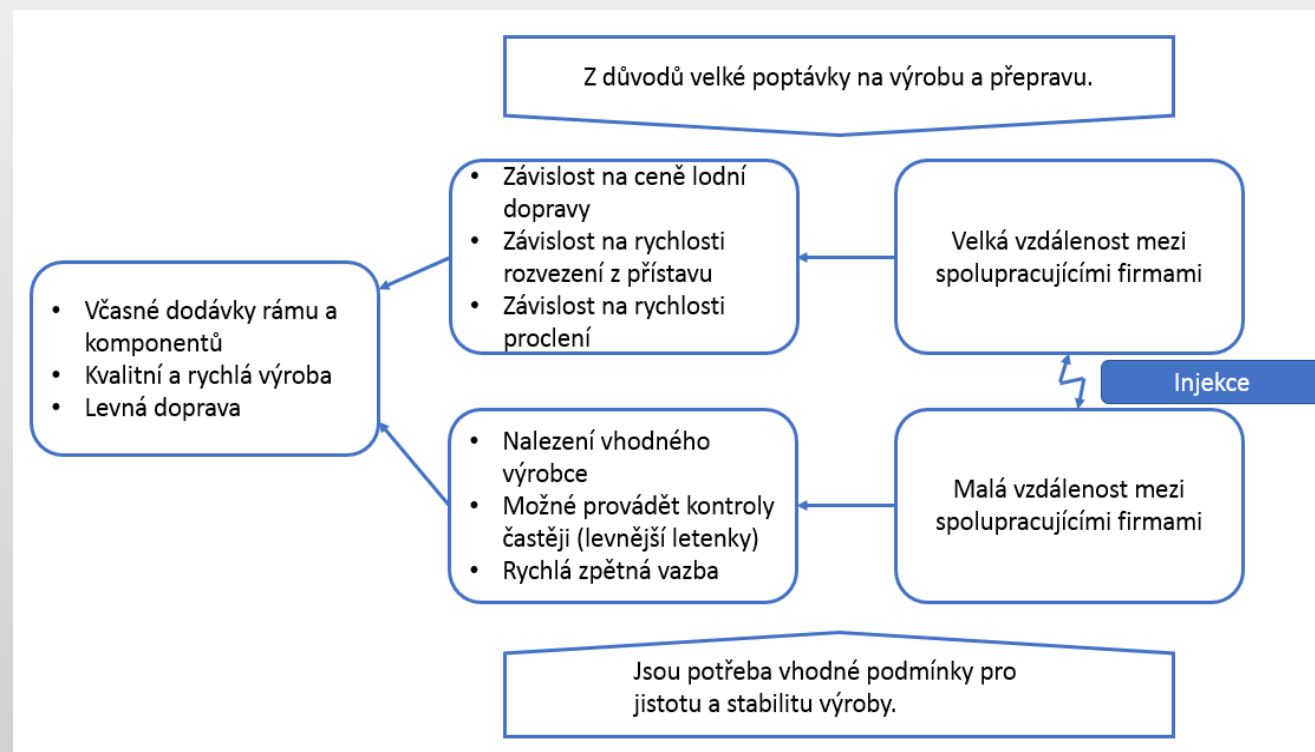 Z důvodů velké poptávky na výrobu a přepravu.
• Závislost na ceně lodní
dopravy
• Závislost na rychlosti
rozvezení z přístavu
• Závislost na rychlosti
proclení
Velká vzdálenost mezi
spolupracujícími firmami
• Včasné dodávky rámu a
komponentů
• Kvalitní a rychlá výroba
• Levná doprava
Injekce
• Nalezení vhodného
výrobce
• Možné provádět kontroly
častěji (levnější letenky)
• Rychlá zpětná vazba
Malá vzdálenost mezi
spolupracujícími firmami
Jsou potřeba vhodné podmínky pro
jistotu a stabilitu výroby.